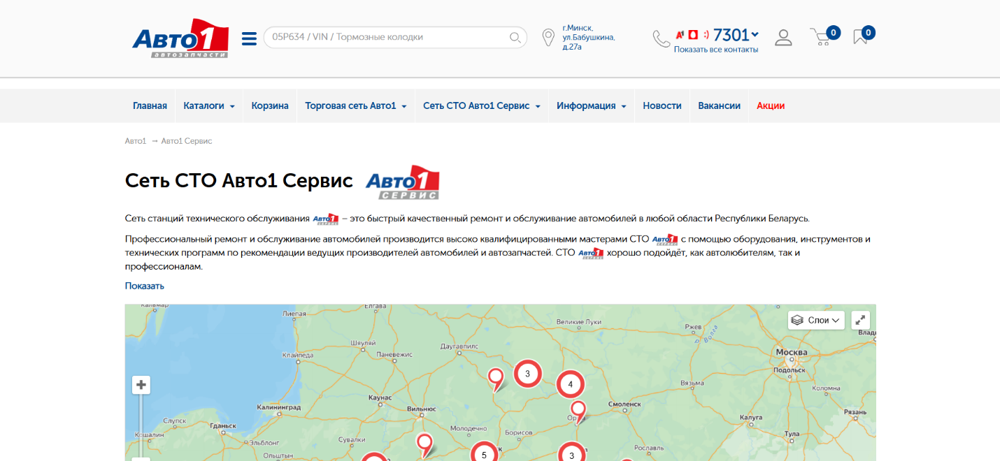 Авто1
автозапчасти
05P634 / VIN / Тормозные колодки
г.Минск,
ул.Бабушкина,
д.27а
7301
Показать все контакты
0
0
Главная
Каталоги
Корзина
Торговая сеть Авто1
Сеть СТО Авто1 Сервис
Информация
Новости
Вакансии
Акции
Авто1 → Авто1 Сервис
Сеть СТО Авто1 Сервис
Авто1
СЕРВИС
Сеть станций технического обслуживания Авто1 СЕРВИС – это быстрый качественный ремонт и обслуживание автомобилей в любой области Республики Беларусь.
Профессиональный ремонт и обслуживание автомобилей производится высоко квалифицированными мастерами СТО Авто1 СЕРВИС с помощью оборудования, инструментов и
технических программ по рекомендации ведущих производителей автомобилей и автозапчастей. СТО Авто1 СЕРВИС хорошо подойдёт, как автолюбителям, так и
профессионалам.
Показать
Кальмар
Елгава
Лиепая
Слои
Великие Луки
Ржев
р. Волга
Шяуляй
Даугавпилс
Клайпеда
Паневежис
Москва
Подольск
3
4
Вязьма
Коломна
Каунас
Калининград
Вильнюс
Смоленск
Слупск
Гданьск
Калуга
Рязань
Кошалин
Молодечно
Борисов
Тула
Эльблонг
Сувалки
Рославль
Ольштын
5
3